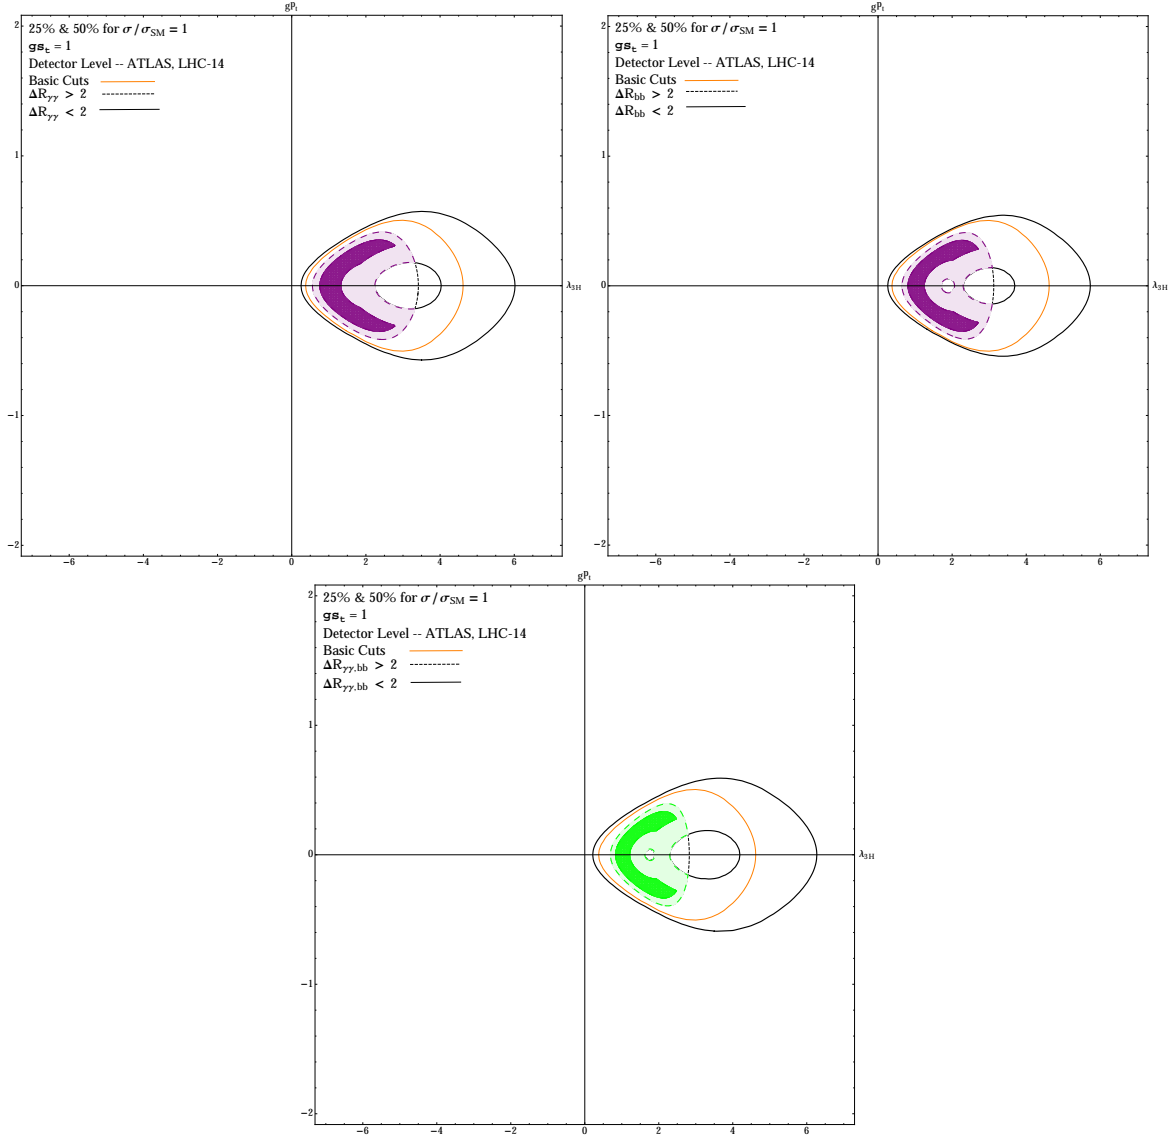 gP_t
25% & 50% for σ/σ_SM = 1
gs_t = 1
Detector Level -- ATLAS, LHC-14
Basic Cuts
ΔR_γγ > 2
ΔR_γγ < 2
2
1
0
-1
-2
λ_3H
-6 -4 -2 0 2 4 6
gP_t
25% & 50% for σ/σ_SM = 1
gs_t = 1
Detector Level -- ATLAS, LHC-14
Basic Cuts
ΔR_bb > 2
ΔR_bb < 2
2
1
0
-1
-2
λ_3H
-6 -4 -2 0 2 4 6
gP_t
25% & 50% for σ/σ_SM = 1
gs_t = 1
Detector Level -- ATLAS, LHC-14
Basic Cuts
ΔR_γγ,bb > 2
ΔR_γγ,bb < 2
2
1
0
-1
-2
λ_3H
-6 -4 -2 0 2 4 6